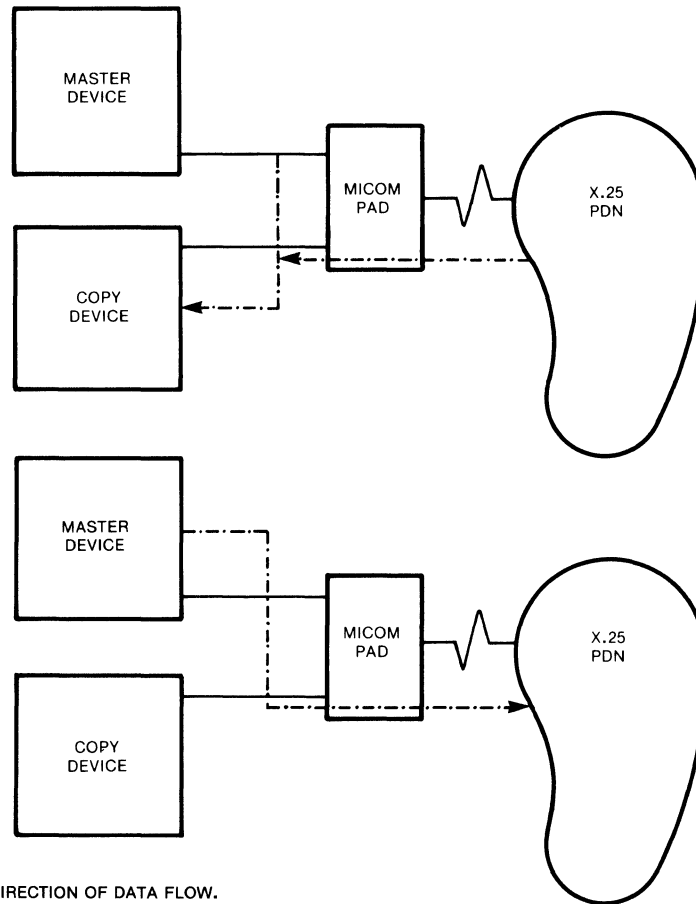 MASTER
DEVICE
MICOM
PAD
X.25
PDN
COPY
DEVICE
MASTER
DEVICE
MICOM
PAD
X.25
PDN
COPY
DEVICE
IRECTION OF DATA FLOW.